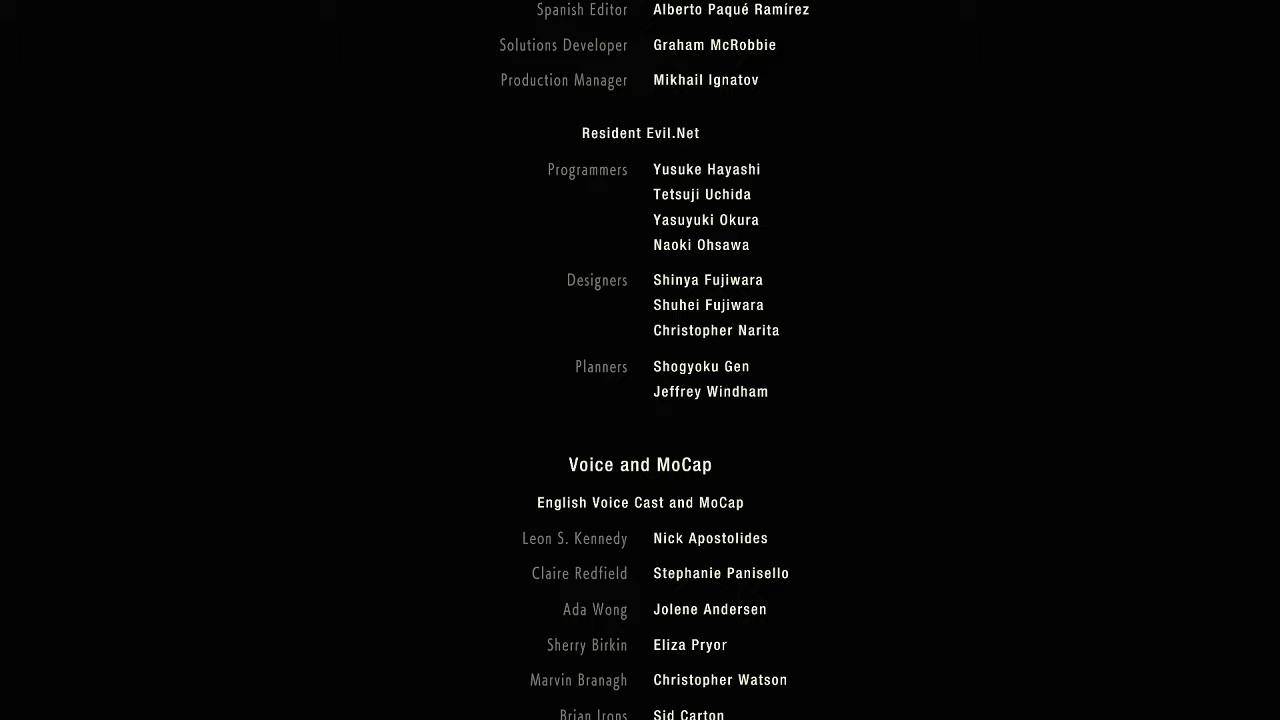 Spanish Editor Alberto Paqué Ramírez
Solutions Developer Graham McRobbie
Production Manager Mikhail Ignatov
Resident Evil.Net
Programmers Yusuke Hayashi
Tetsuji Uchida
Yasuyuki Okura
Naoki Ohsawa
Designers Shinya Fujiwara
Shuhei Fujiwara
Christopher Narita
Planners Shogyoku Gen
Jeffrey Windham
Voice and MoCap
English Voice Cast and MoCap
Leon S. Kennedy Nick Apostolides
Claire Redfield Stephanie Panisello
Ada Wong Jolene Andersen
Sherry Birkin Eliza Pryor
Marvin Branagh Christopher Watson
Brian Irons Sid Carton